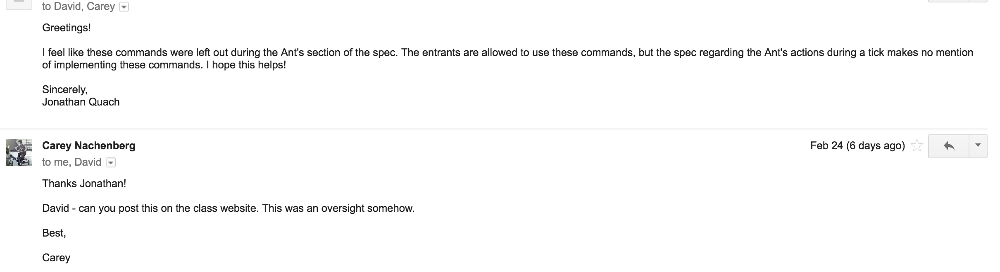 to David, Carey
Greetings!
I feel like these commands were left out during the Ant's section of the spec. The entrants are allowed to use these commands, but the spec regarding the Ant's actions during a tick makes no mention
of implementing these commands. I hope this helps!
Sincerely,
Jonathan Quach
Carey Nachenberg
Feb 24 (6 days ago)
to me, David
Thanks Jonathan!
David - can you post this on the class website. This was an oversight somehow.
Best,
Carey